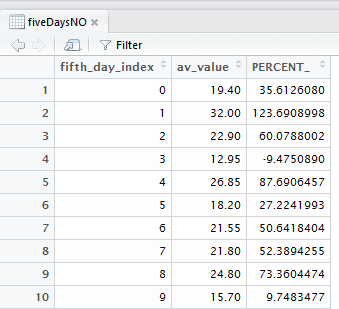 fiveDaysNO ×
Filter
fifth_day_index av_value PERCENT_
1 0 19.40 35.6126080
2 1 32.00 123.6908998
3 2 22.90 60.0788002
4 3 12.95 -9.4750890
5 4 26.85 87.6906457
6 5 18.20 27.2241993
7 6 21.55 50.6418404
8 7 21.80 52.3894255
9 8 24.80 73.3604474
10 9 15.70 9.7483477